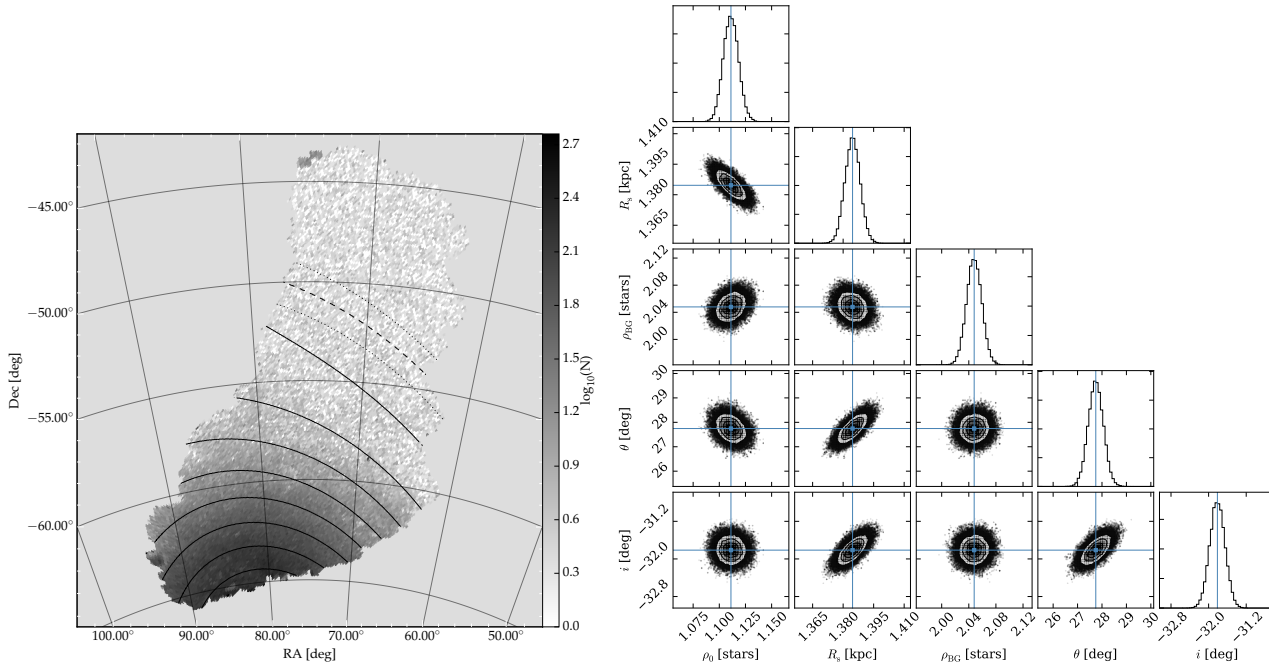 −45.00°
−50.00°
−55.00°
−60.00°
Dec [deg]
100.00° 90.00° 80.00° 70.00° 60.00° 50.00°
RA [deg]
2.7
2.4
2.1
1.8
1.5
1.2
0.9
0.6
0.3
0.0
log₁₀(N)
1.410
1.395
1.380
1.365
Rₛ [kpc]
2.12
2.08
2.04
2.00
ρBG [stars]
30
29
28
27
26
θ [deg]
−31.2
−32.0
−32.8
i [deg]
1.075 1.100 1.125 1.150
1.365 1.380 1.395 1.410
2.00 2.04 2.08 2.12
26 27 28 29 30
−32.8 −32.0 −31.2
ρ₀ [stars]
Rₛ [kpc]
ρBG [stars]
θ [deg]
i [deg]